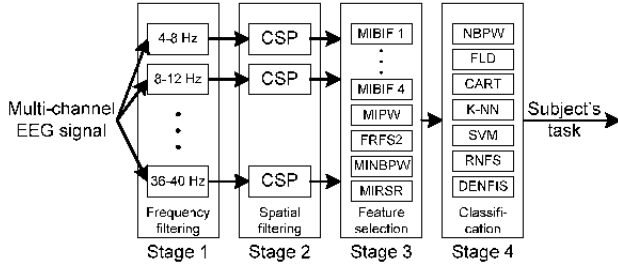 Multi-channel
EEG signal
4-8 Hz
8-12 Hz
36-40 Hz
Frequency
filtering
Stage 1
CSP
CSP
CSP
Spatial
filtering
Stage 2
MIBIF 1
MIBIF 4
MIPW
FRFS2
MINBPW
MIRSR
Feature
selection
Stage 3
NBPW
FLD
CART
K-NN
SVM
RNFS
DENFIS
Classifi-
cation
Stage 4
Subject's
task